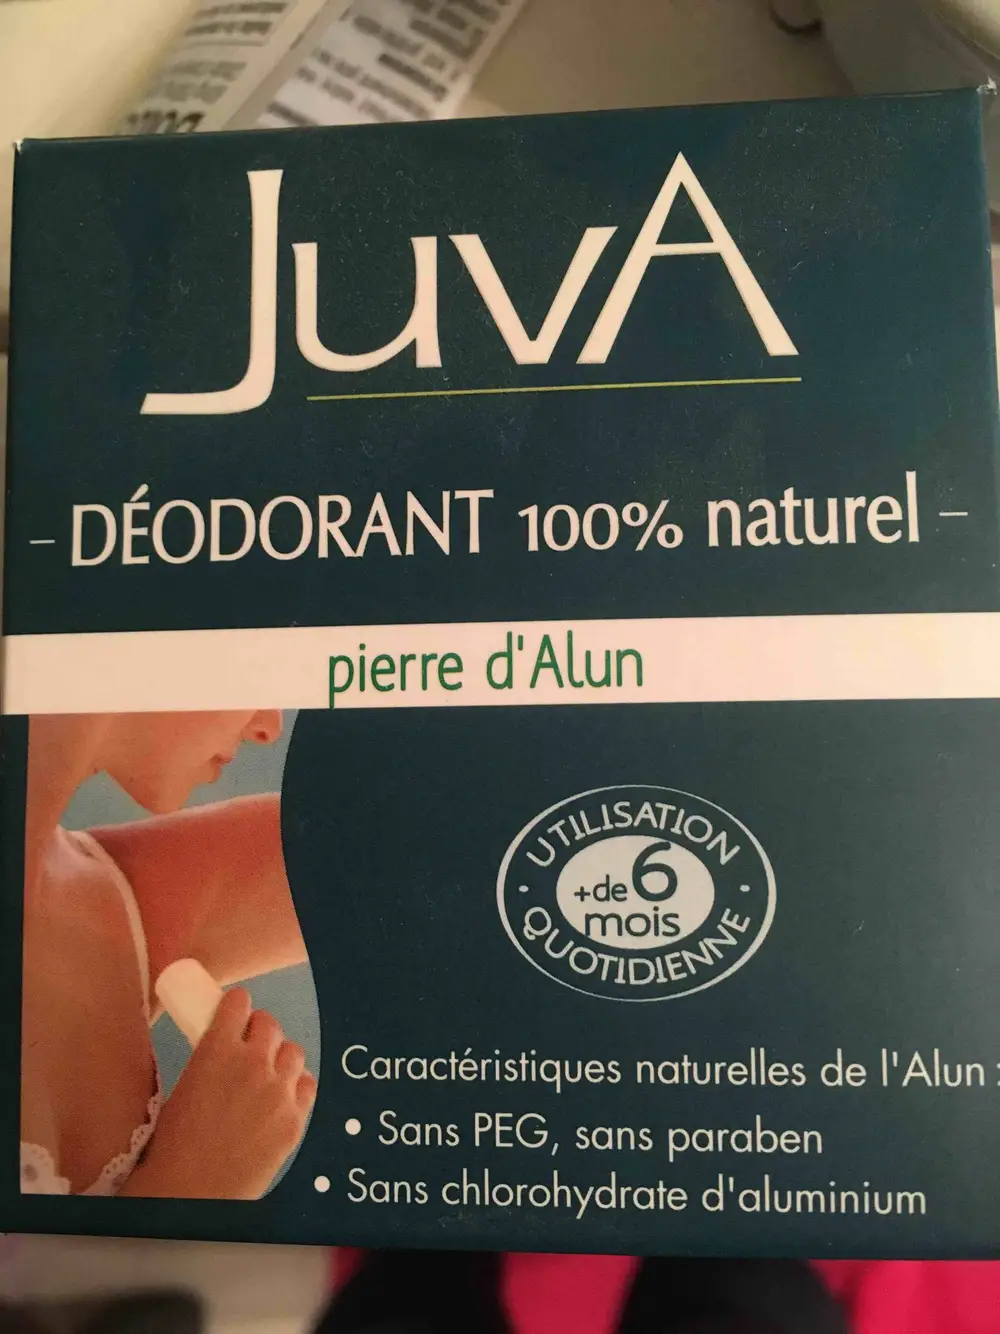 JuvA
- DÉODORANT 100% naturel -
pierre d'Alun
UTILISATION
+de 6
mois
QUOTIDIENNE
Caractéristiques naturelles de l'Alun :
• Sans PEG, sans paraben
• Sans chlorohydrate d'aluminium